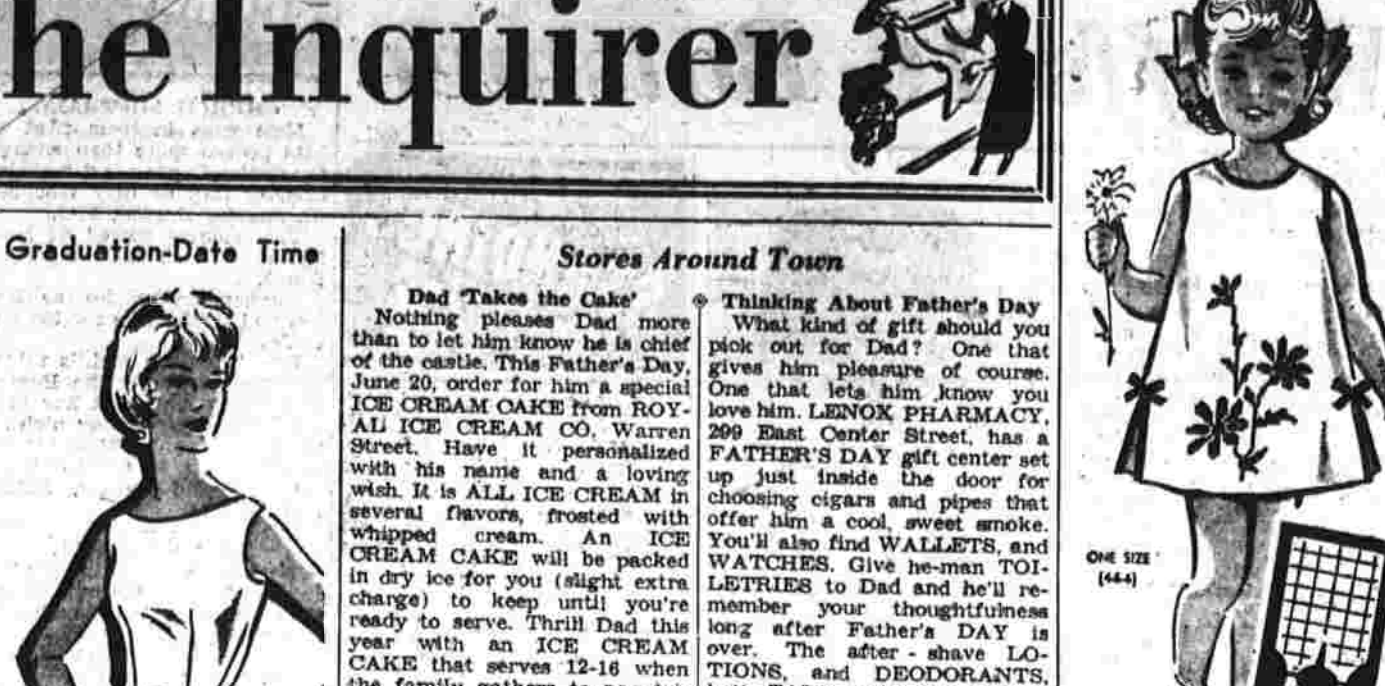 he Inquirer
Graduation-Date Time
Stores Around Town
Dad 'Takes the Cake'
Nothing pleases Dad more
than to let him know he is chief
of the castle. This Father's Day,
June 20, order for him a special
ICE CREAM CAKE from ROY-
AL ICE CREAM CO, Warren
Street. Have it personalized
with his name and a loving
wish. It is ALL ICE CREAM in
several flavors, frosted with
whipped cream. An ICE
CREAM CAKE will be packed
in dry ice for you (slight extra
charge) to keep until you're
ready to serve. Thrill Dad this
year with an ICE CREAM
CAKE that serves 12-16 when
the family gathers to
Thinking About Father's Day
What kind of gift should you
pick out for Dad? One that
gives him pleasure of course.
One that lets him know you
love him. LENOX PHARMACY,
299 East Center Street, has a
FATHER'S DAY gift center set
up just inside the door for
choosing cigars and pipes that
offer him a cool, sweet smoke.
You'll also find WALLETS, and
WATCHES. Give he-man TOI-
LETRIES to Dad and he'll re-
member your thoughtfulness
long after Father's DAY is
over. The after - shave LO-
TIONS, and DEODORANTS,
ONE SIZE
(4-6)